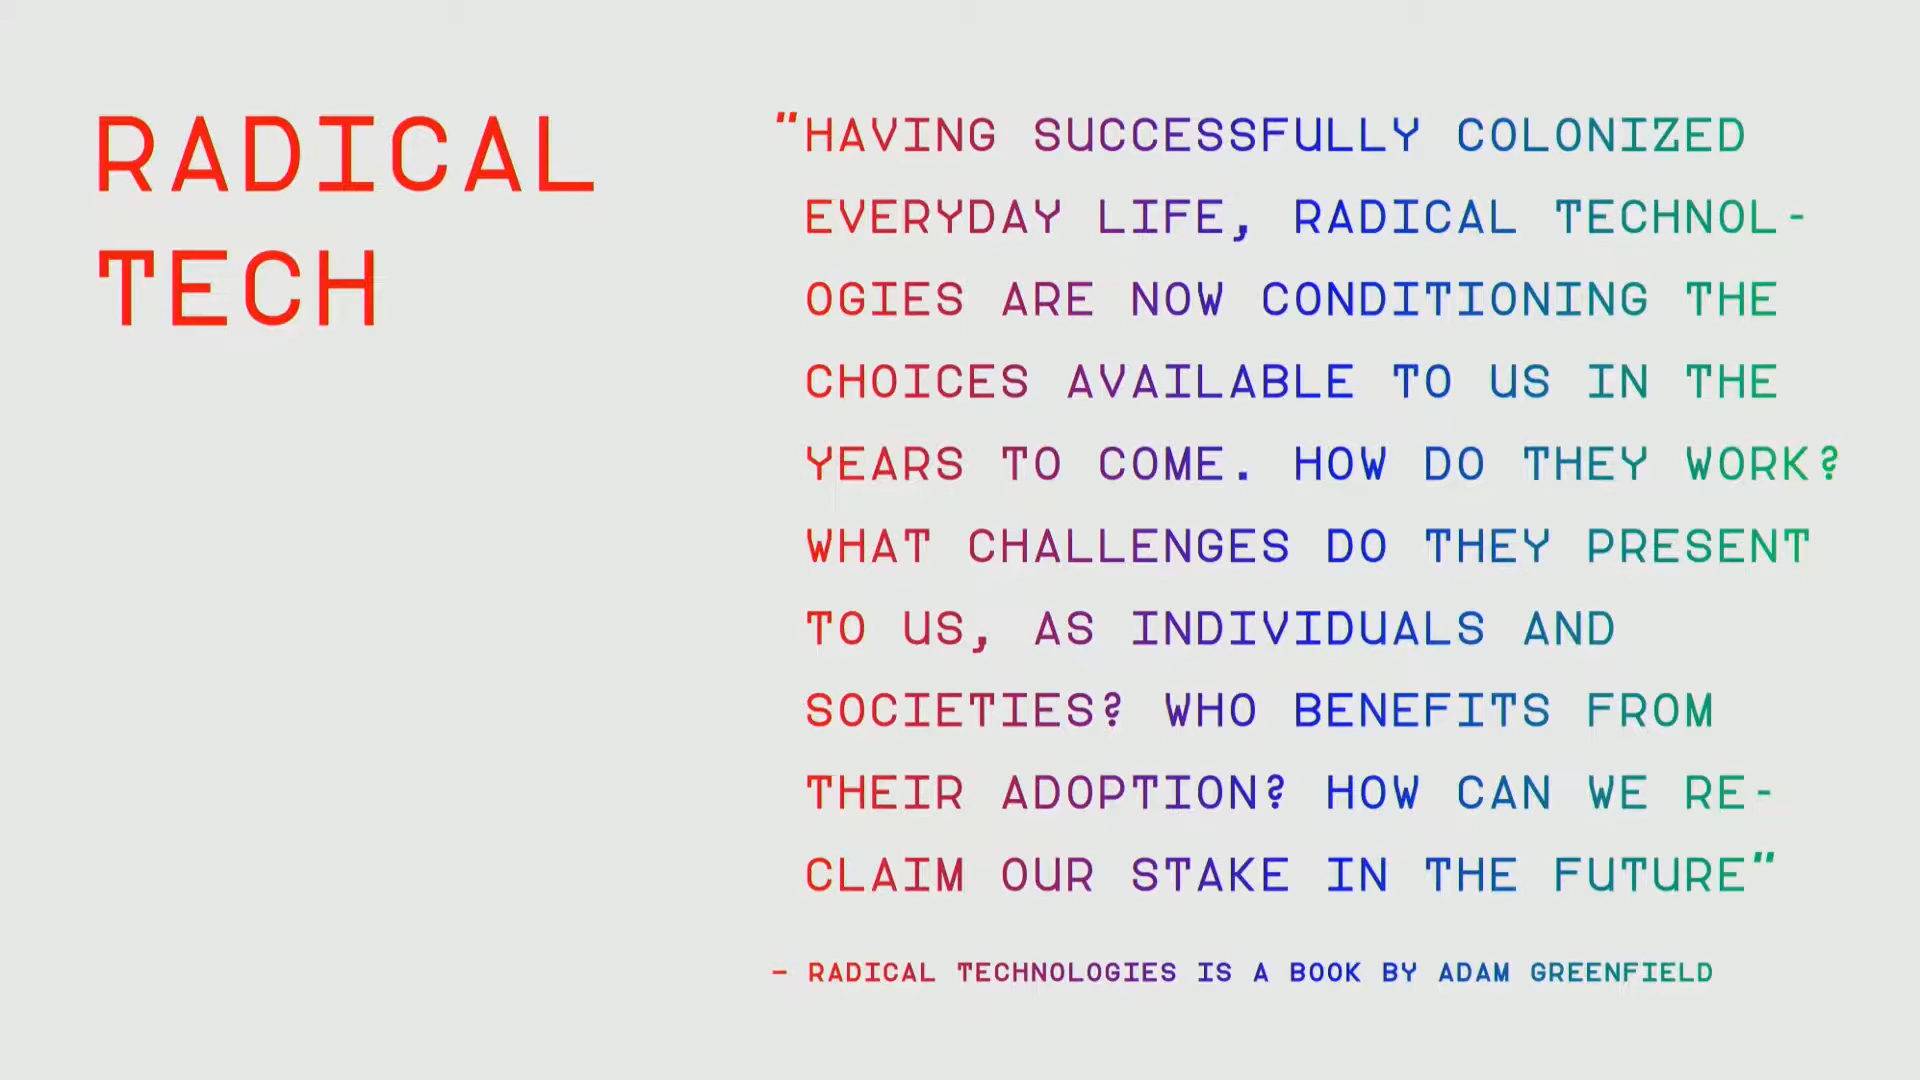 RADICAL
TECH
"HAVING SUCCESSFULLY COLONIZED
EVERYDAY LIFE, RADICAL TECHNOL-
OGIES ARE NOW CONDITIONING THE
CHOICES AVAILABLE TO US IN THE
YEARS TO COME. HOW DO THEY WORK?
WHAT CHALLENGES DO THEY PRESENT
TO US, AS INDIVIDUALS AND
SOCIETIES? WHO BENEFITS FROM
THEIR ADOPTION? HOW CAN WE RE-
CLAIM OUR STAKE IN THE FUTURE"
– RADICAL TECHNOLOGIES IS A BOOK BY ADAM GREENFIELD